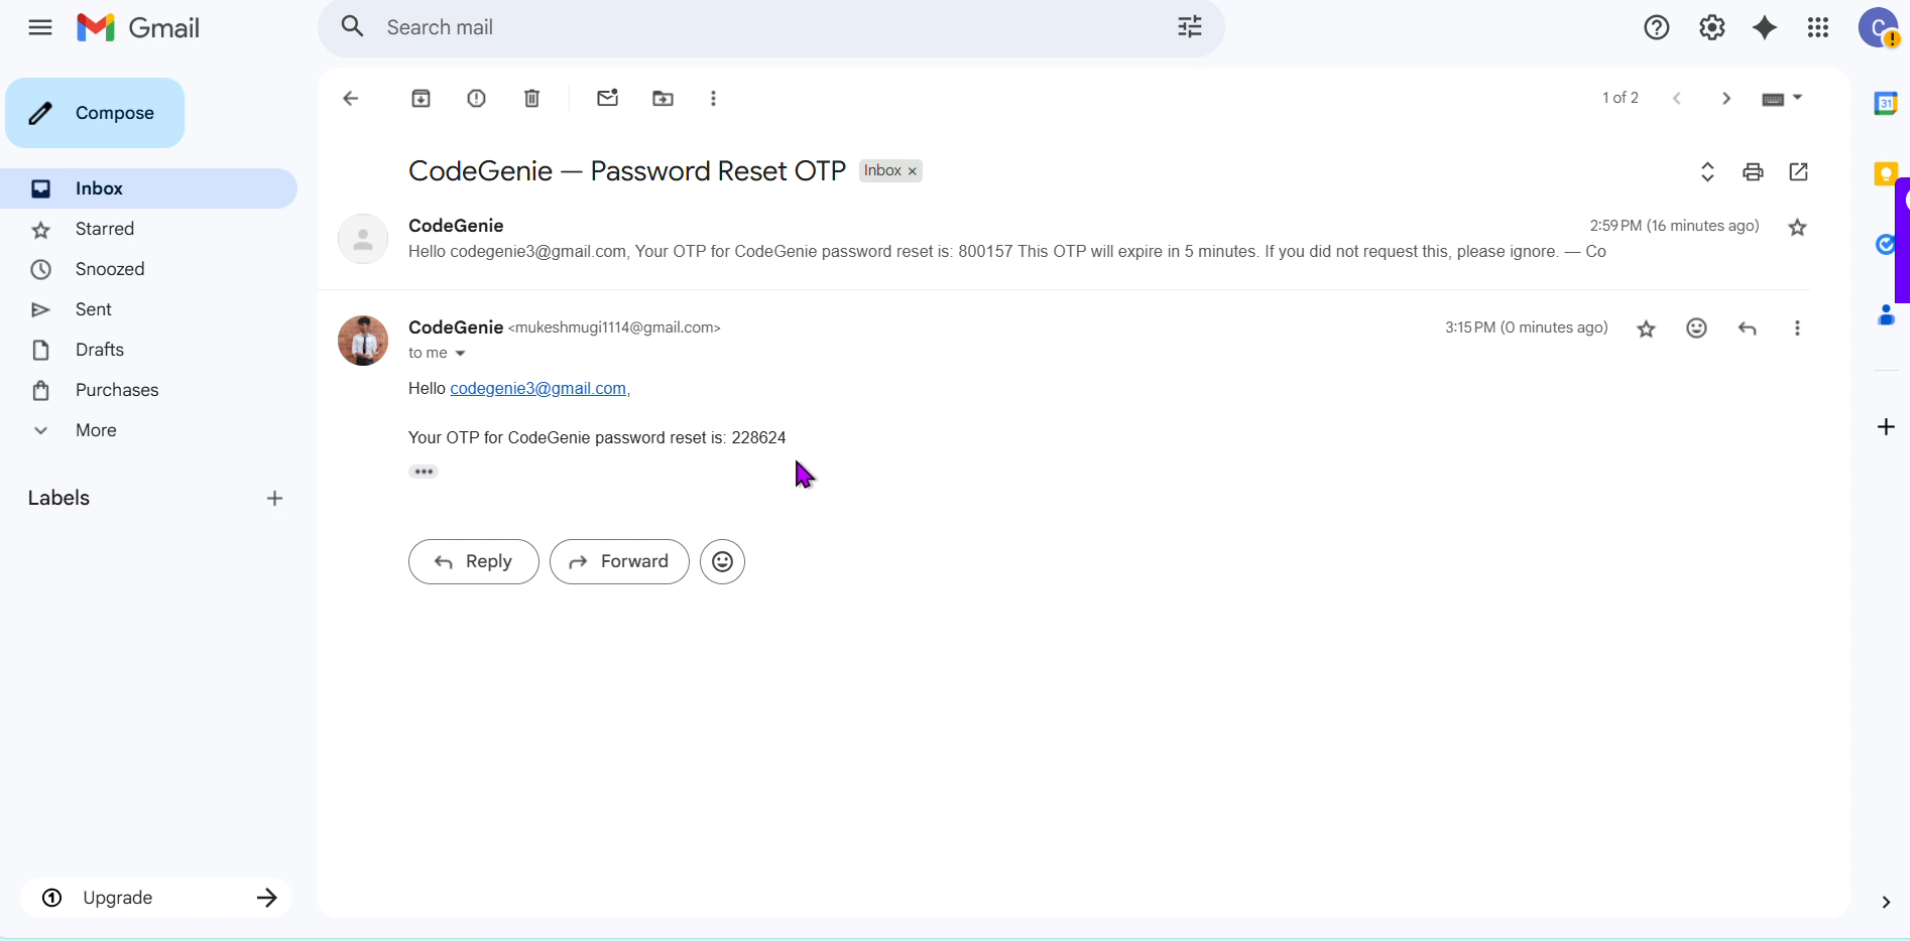 Gmail
Search mail
C
Compose
1 of 2
31
CodeGenie — Password Reset OTP Inbox ×
Inbox
Starred
Snoozed
Sent
Drafts
Purchases
More
Labels
CodeGenie 2:59 PM (16 minutes ago)
Hello codegenie3@gmail.com, Your OTP for CodeGenie password reset is: 800157 This OTP will expire in 5 minutes. If you did not request this, please ignore. — Co
CodeGenie <mukeshmugi1114@gmail.com> 3:15 PM (0 minutes ago)
to me
Hello codegenie3@gmail.com,
Your OTP for CodeGenie password reset is: 228624
Reply Forward
Upgrade